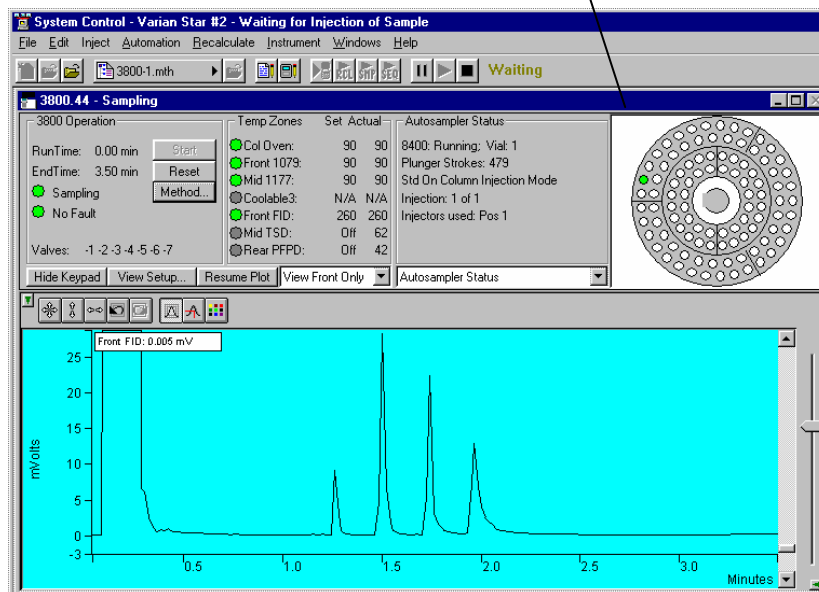 System Control - Varian Star #2 - Waiting for Injection of Sample
File Edit Inject Automation Recalculate Instrument Windows Help
3800-1.mth RCL SMP SEQ Waiting
3800.44 - Sampling
3800 Operation
RunTime: 0.00 min Start
EndTime: 3.50 min Reset
Sampling Method...
No Fault
Valves: -1 -2 -3 -4 -5 -6 -7
Temp Zones Set Actual
Col Oven: 90 90
Front 1079: 90 90
Mid 1177: 90 90
Coolable3: N/A N/A
Front FID: 260 260
Mid TSD: Off 62
Rear PFPD: Off 42
Autosampler Status
8400: Running; Vial: 1
Plunger Strokes: 479
Std On Column Injection Mode
Injection: 1 of 1
Injectors used: Pos 1
Hide Keypad View Setup... Resume Plot View Front Only Autosampler Status
Front FID: 0.005 mV
25
20
15
10
5
0
-3
mVolts
0.5 1.0 1.5 2.0 2.5 3.0
Minutes